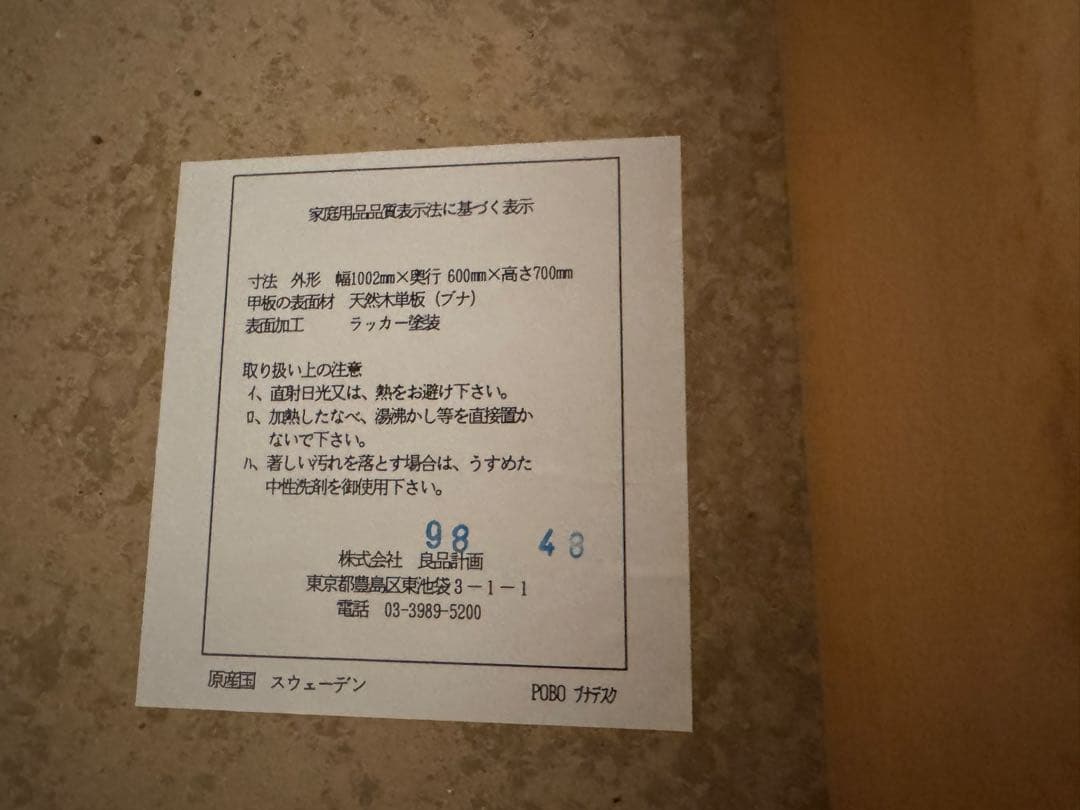 家庭用品品質表示法に基づく表示
寸法 外形 幅1002mm×奥行 600mm×高さ700mm
甲板の表面材 天然木単板（ブナ）
表面加工 ラッカー塗装
取り扱い上の注意
ｲ、直射日光又は、熱をお避け下さい。
ﾛ、加熱したなべ、湯沸かし等を直接置か
ないで下さい。
ﾊ、著しい汚れを落とす場合は、うすめた
中性洗剤を御使用下さい。
98 48
株式会社 良品計画
東京都豊島区東池袋３－１－１
電話 03-3989-5200
原産国 スウェーデン
POBO ﾌﾞﾅﾃﾞｽｸ